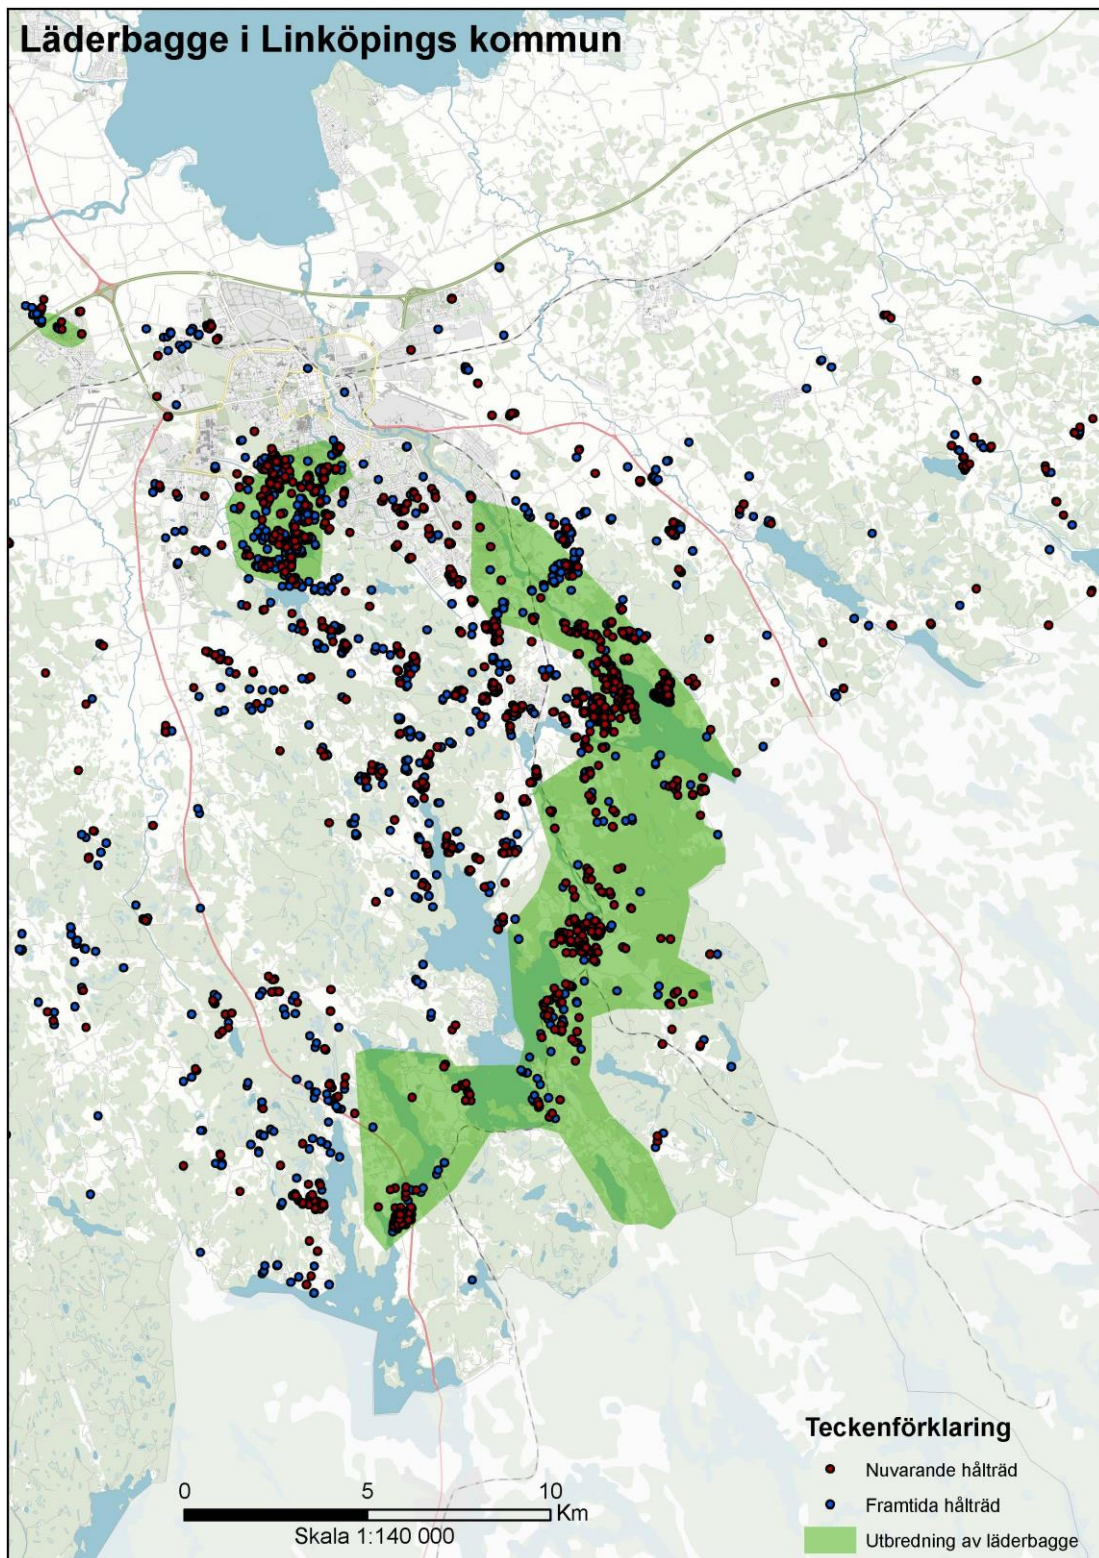 Läderbagge i Linköpings kommun
Teckenförklaring
Nuvarande hålträd
Framtida hålträd
Utbredning av läderbagge
0 5 10
Km
Skala 1:140 000